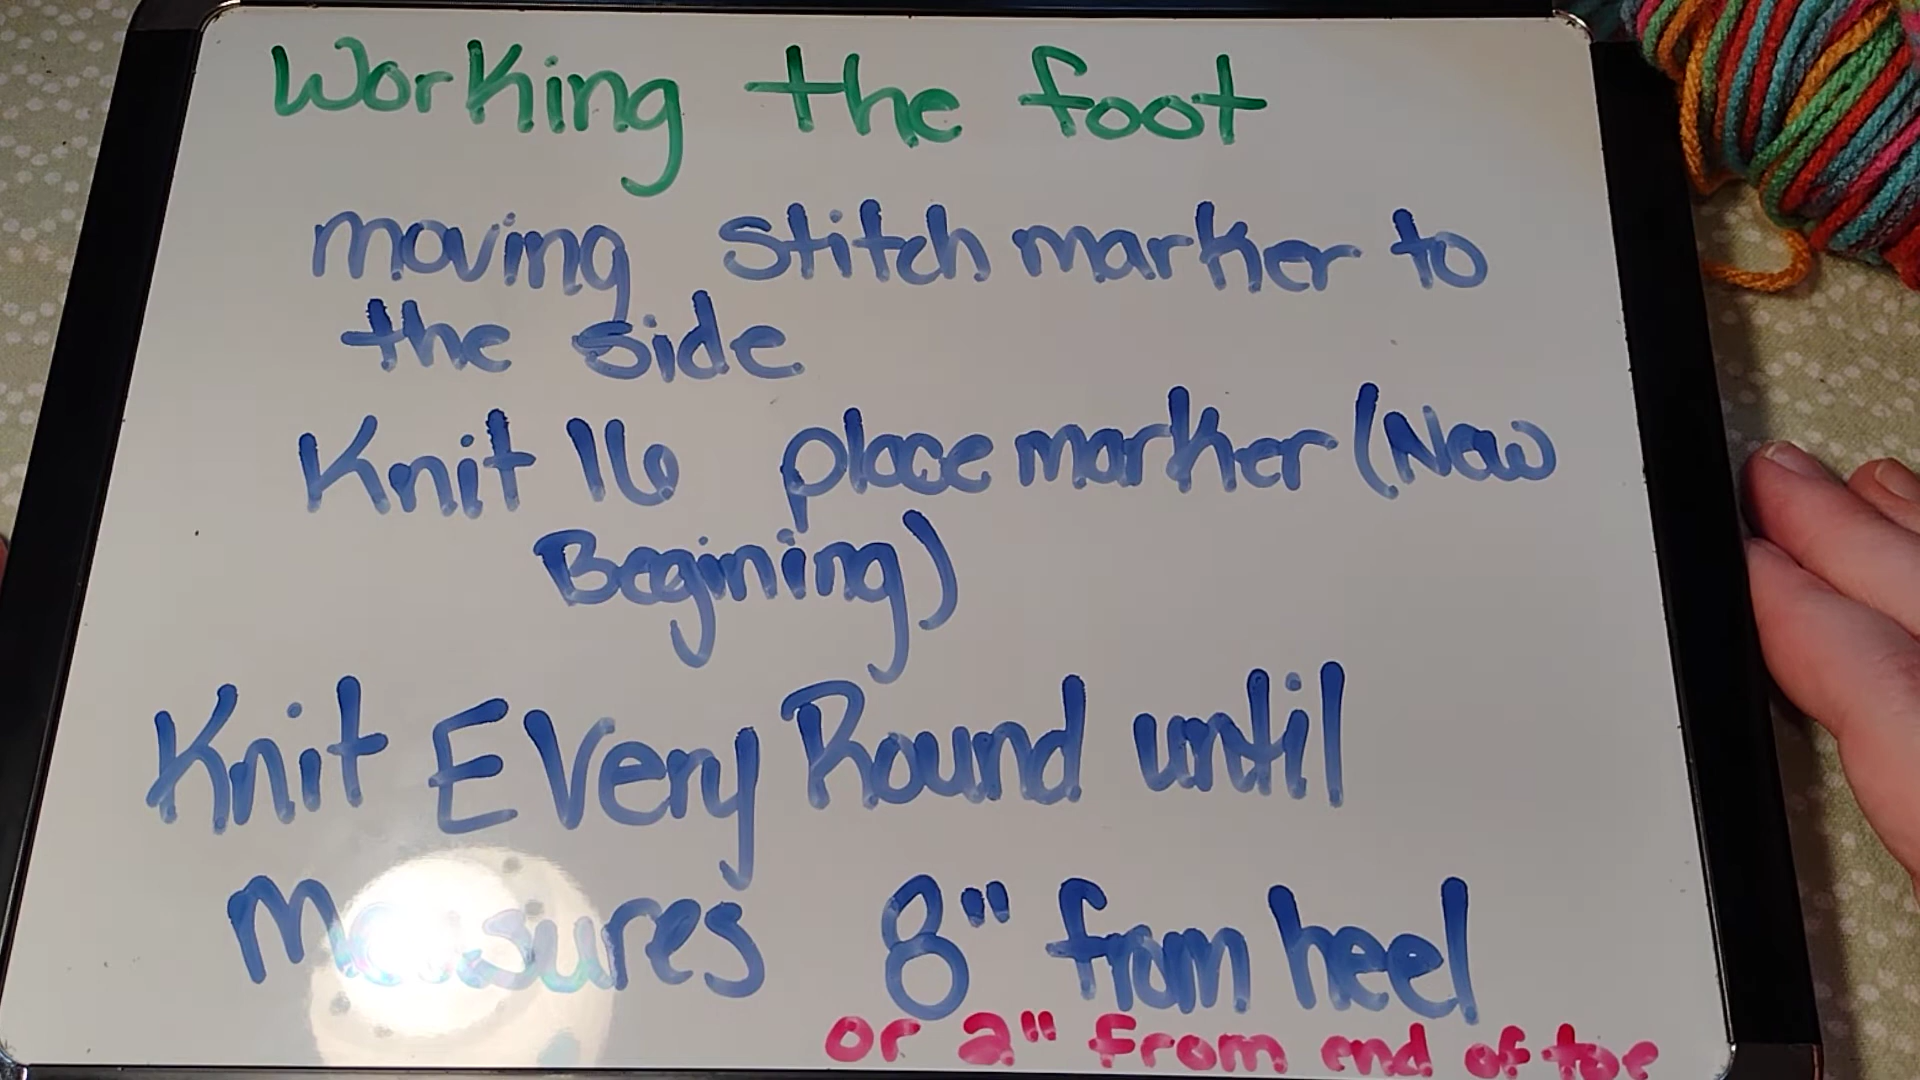 Working the foot
moving stitch marker to
the side
Knit 16 place marker (New
Begining)
Knit EVery Round until
Measures 8" from heel
or 2" from end of toe